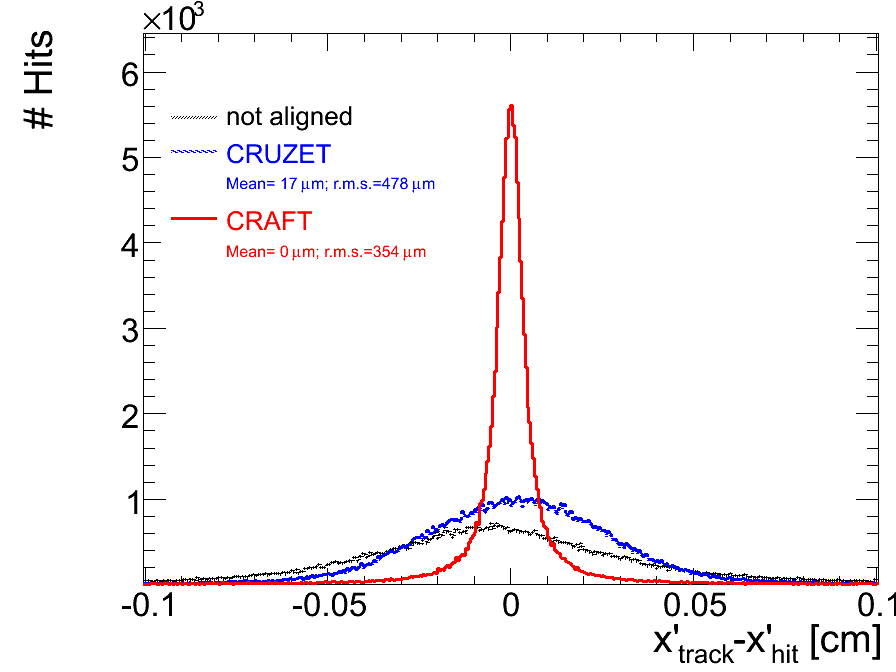 ×10³
# Hits
6
5
4
3
2
1
not aligned
CRUZET
Mean= 17 μm; r.m.s.=478 μm
CRAFT
Mean= 0 μm; r.m.s.=354 μm
-0.1 -0.05 0 0.05 0.1
x'track-x'hit [cm]